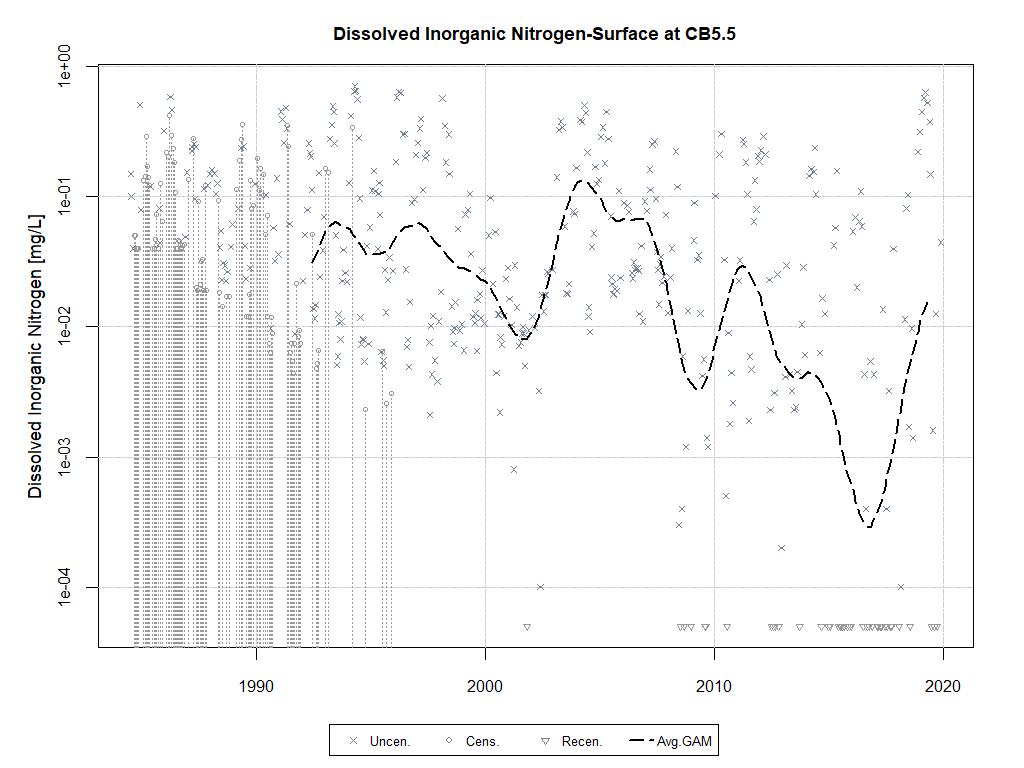 Dissolved Inorganic Nitrogen-Surface at CB5.5
Dissolved Inorganic Nitrogen [mg/L]
1e+00
1e-01
1e-02
1e-03
1e-04
1990 2000 2010 2020
Uncen. Cens. Recen. Avg.GAM